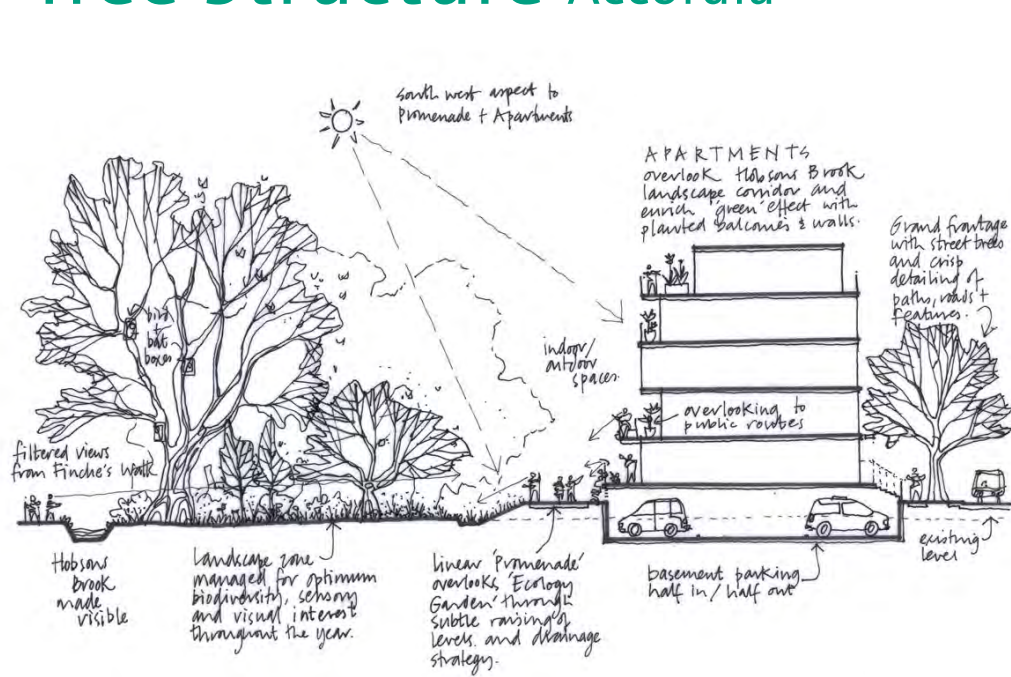 Tree Structure Accordia
south west aspect to
promenade + Apartments
APARTMENTS
overlook Hobsons Brook
landscape corridor and
enrich 'green' effect with
planted balconies & walls.
Grand frontage
with street trees
and crisp
detailing of
paths, roads +
features.
bird
+
bat
boxes
indoor/
outdoor
spaces
overlooking to
public routes
filtered views
from Finche's Walk
Hobsons
Brook
made
visible
Landscape zone
managed for optimum
biodiversity, sensory
and visual interest
throughout the year.
Linear 'Promenade'
overlooks 'Ecology
Garden' through
subtle raising of
levels. and drainage
strategy.
basement parking
half in / half out
existing
level